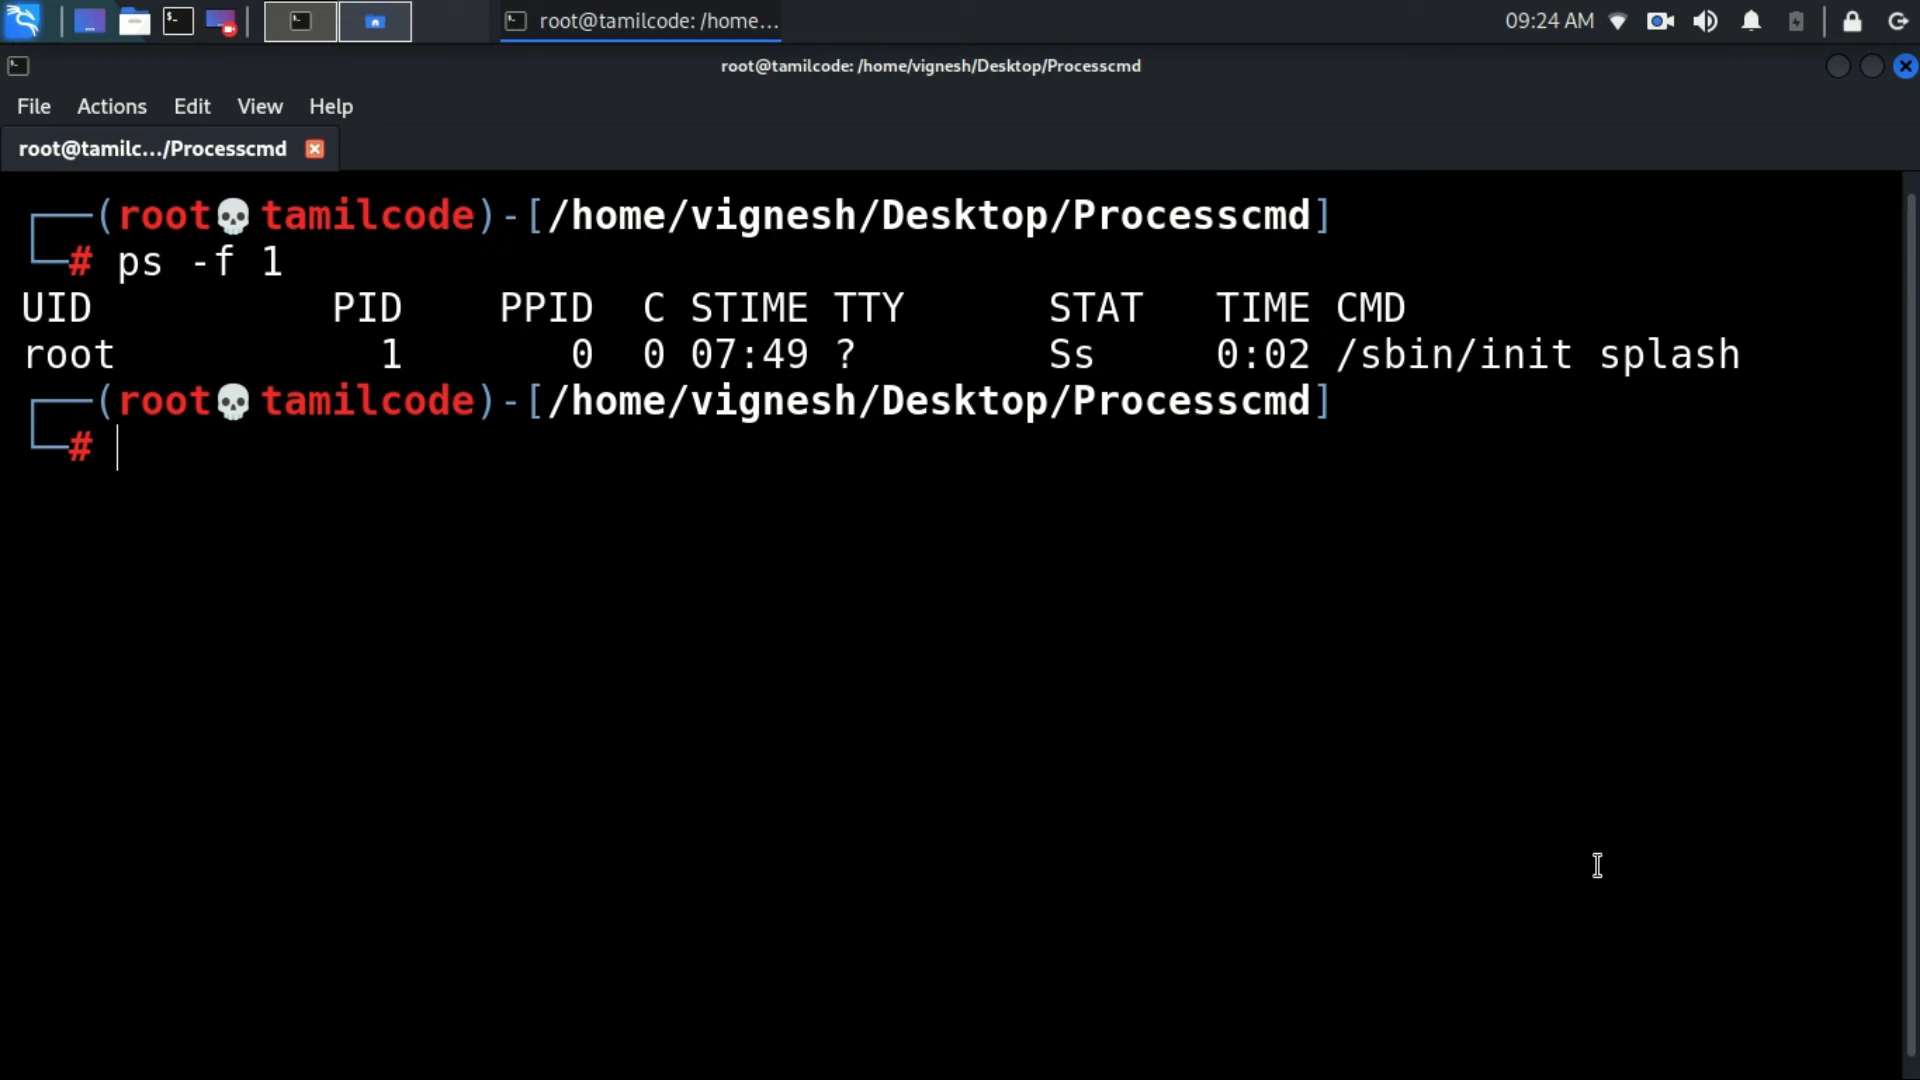 root@tamilcode: /home... 09:24 AM
root@tamilcode: /home/vignesh/Desktop/Processcmd
File Actions Edit View Help
root@tamilc.../Processcmd
┌──(root💀tamilcode)-[/home/vignesh/Desktop/Processcmd]
└─# ps -f 1
UID PID PPID C STIME TTY STAT TIME CMD
root 1 0 0 07:49 ? Ss 0:02 /sbin/init splash
┌──(root💀tamilcode)-[/home/vignesh/Desktop/Processcmd]
└─#